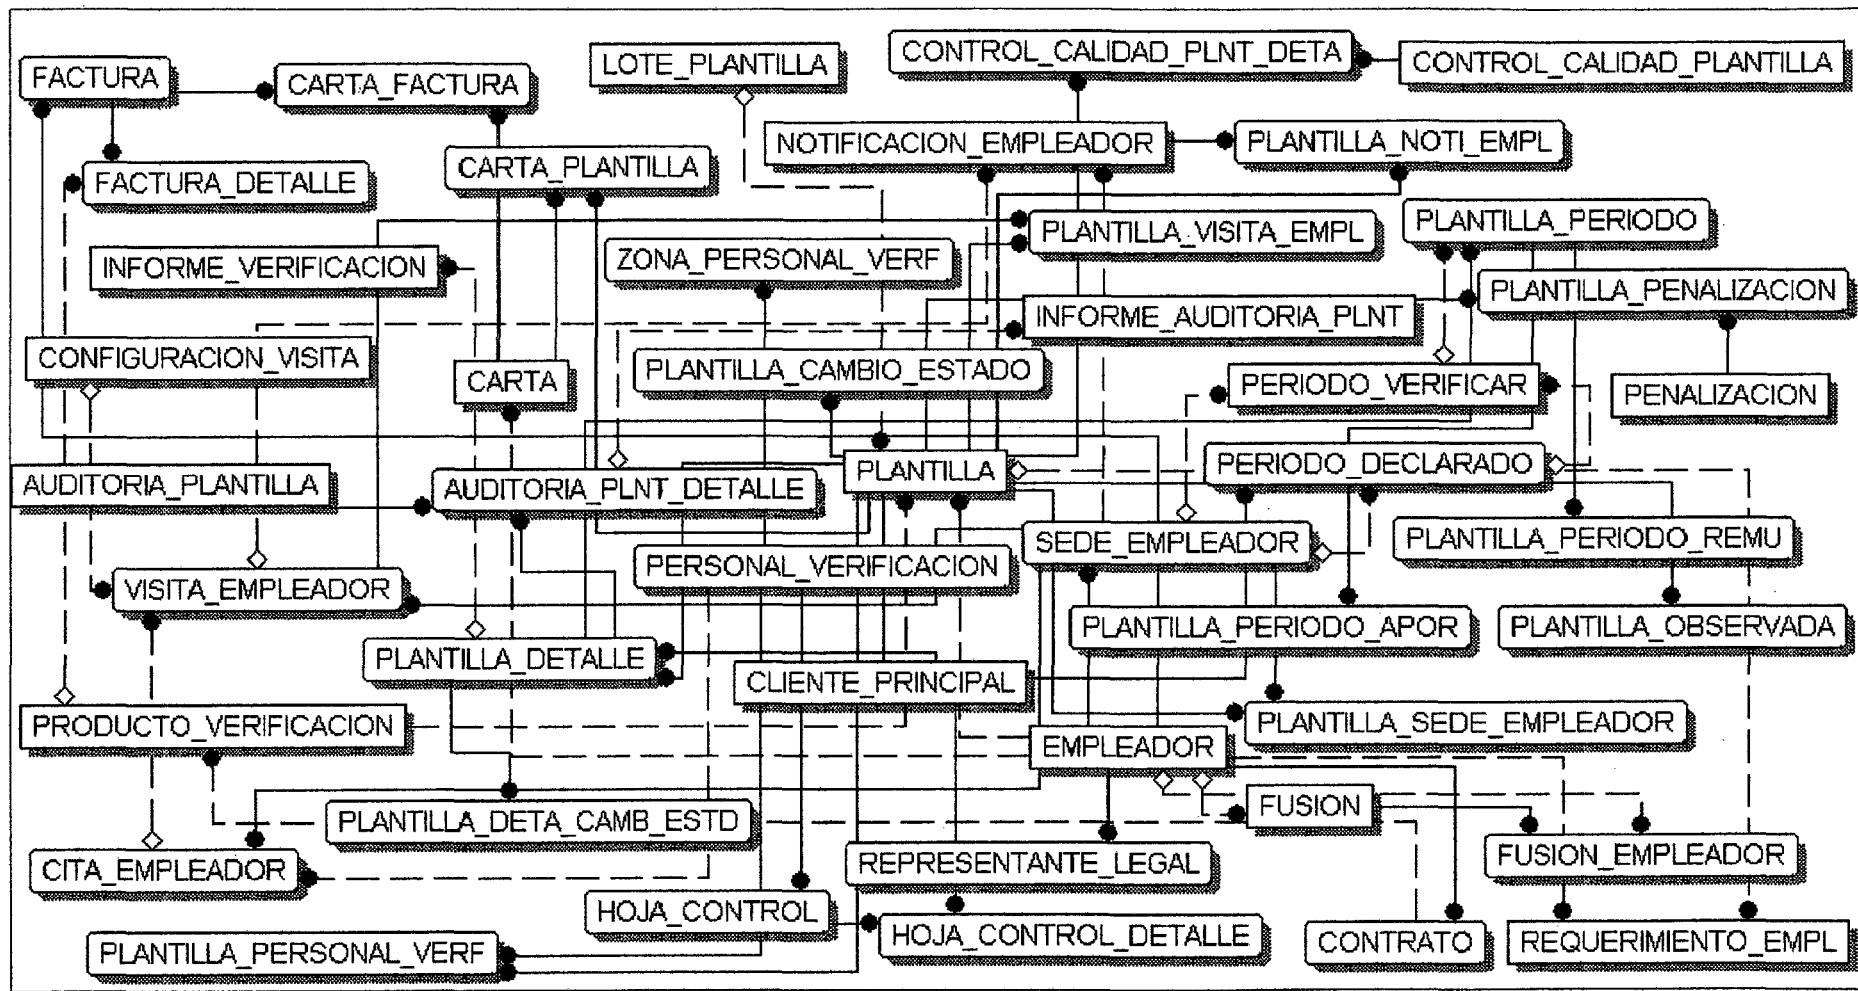 FACTURA
CARTA_FACTURA
LOTE_PLANTILLA
CONTROL_CALIDAD_PLNT_DETA
CONTROL_CALIDAD_PLANTILLA
NOTIFICACION_EMPLEADOR
PLANTILLA_NOTI_EMPL
CARTA_PLANTILLA
FACTURA_DETALLE
PLANTILLA_VISITA_EMPL
PLANTILLA_PERIODO
INFORME_VERIFICACION
ZONA_PERSONAL_VERF
PLANTILLA_PENALIZACION
INFORME_AUDITORIA_PLNT
CONFIGURACION_VISITA
CARTA
PLANTILLA_CAMBIO_ESTADO
PERIODO_VERIFICAR
PENALIZACION
AUDITORIA_PLANTILLA
AUDITORIA_PLNT_DETALLE
PLANTILLA
PERIODO_DECLARADO
SEDE_EMPLEADOR
PLANTILLA_PERIODO_REMU
VISITA_EMPLEADOR
PERSONAL_VERIFICACION
PLANTILLA_PERIODO_APOR
PLANTILLA_OBSERVADA
PLANTILLA_DETALLE
CLIENTE_PRINCIPAL
PRODUCTO_VERIFICACION
PLANTILLA_SEDE_EMPLEADOR
EMPLEADOR
PLANTILLA_DETA_CAMB_ESTD
FUSION
CITA_EMPLEADOR
REPRESENTANTE_LEGAL
FUSION_EMPLEADOR
HOJA_CONTROL
HOJA_CONTROL_DETALLE
CONTRATO
REQUERIMIENTO_EMPL
PLANTILLA_PERSONAL_VERF